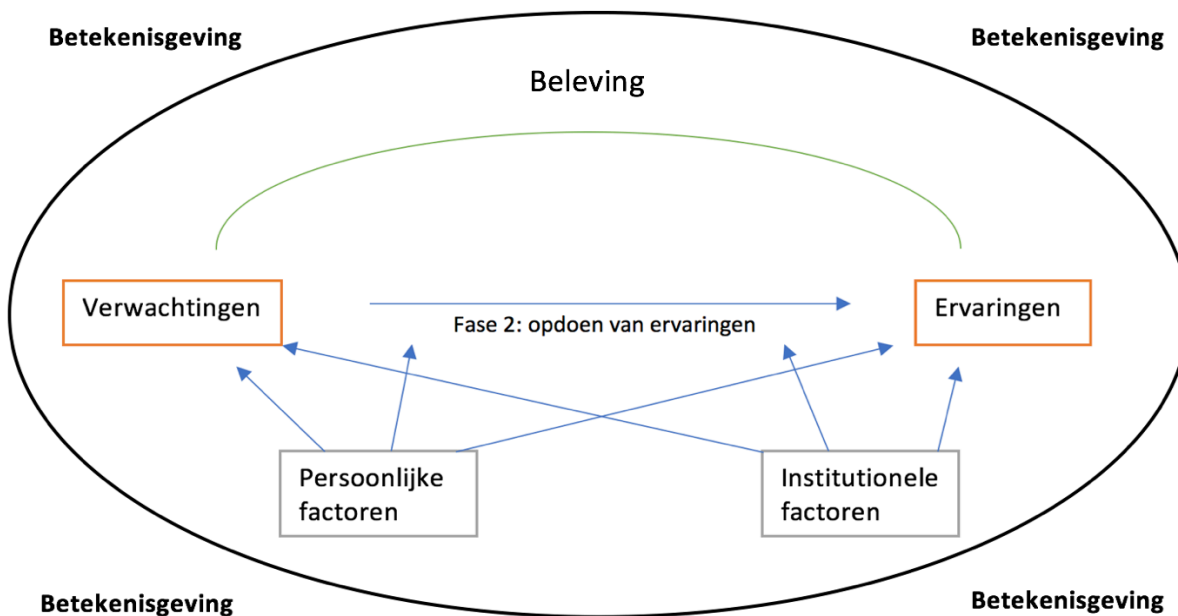 Betekenisgeving
Betekenisgeving
Beleving
Verwachtingen
Ervaringen
Fase 2: opdoen van ervaringen
Persoonlijke
factoren
Institutionele
factoren
Betekenisgeving
Betekenisgeving